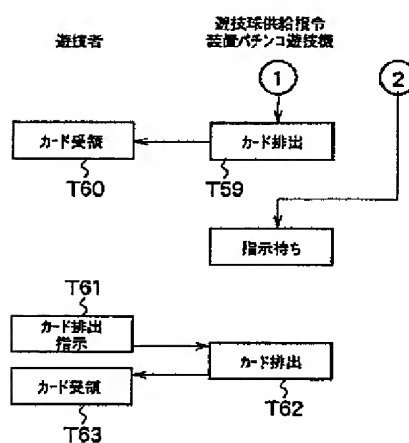 遊技者
遊技球供給指令
装置パチンコ遊技機
1
2
カード受領
カード排出
T60
T59
指示待ち
T61
カード排出
指示
カード排出
カード受領
T62
T63